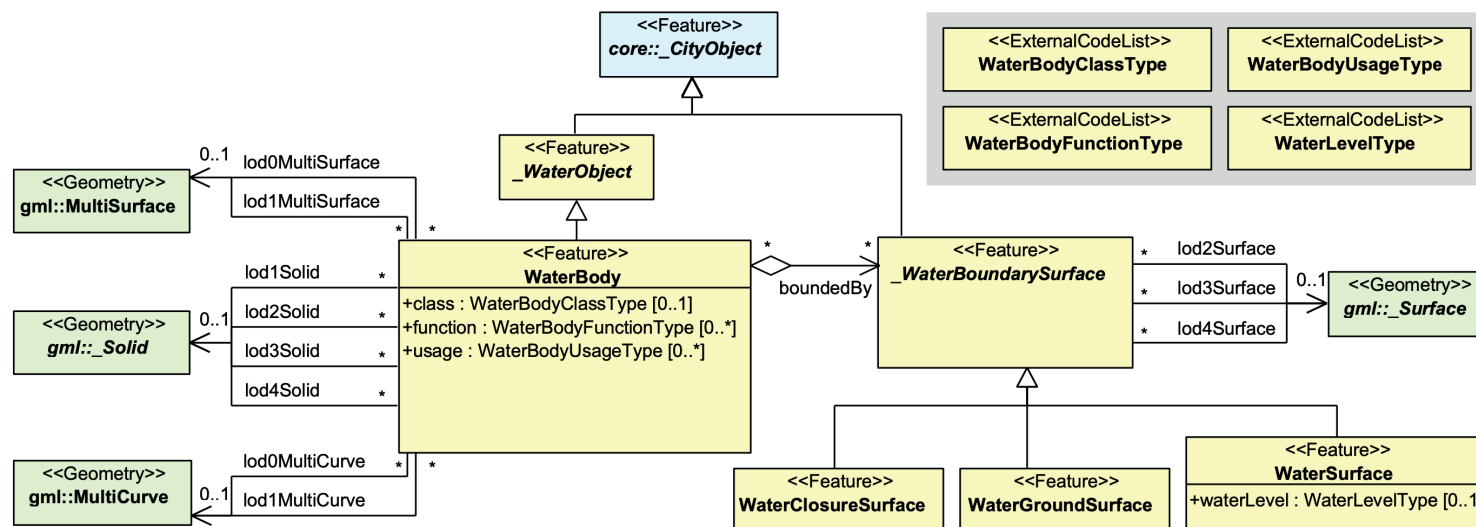 <<Feature>>
core::_CityObject
<<ExternalCodeList>>
WaterBodyClassType
<<ExternalCodeList>>
WaterBodyUsageType
<<ExternalCodeList>>
WaterBodyFunctionType
<<ExternalCodeList>>
WaterLevelType
<<Feature>>
_WaterObject
<<Geometry>>
gml::MultiSurface
0..1
lod0MultiSurface
lod1MultiSurface
*
*
<<Feature>>
WaterBody
+class : WaterBodyClassType [0..1]
+function : WaterBodyFunctionType [0..*]
+usage : WaterBodyUsageType [0..*]
*
*
boundedBy
<<Feature>>
_WaterBoundarySurface
*
lod2Surface
*
lod3Surface
*
lod4Surface
0..1
<<Geometry>>
gml::_Surface
<<Geometry>>
gml::_Solid
0..1
lod1Solid
*
lod2Solid
*
lod3Solid
*
lod4Solid
*
<<Geometry>>
gml::MultiCurve
0..1
lod0MultiCurve
lod1MultiCurve
*
*
<<Feature>>
WaterClosureSurface
<<Feature>>
WaterGroundSurface
<<Feature>>
WaterSurface
+waterLevel : WaterLevelType [0..1